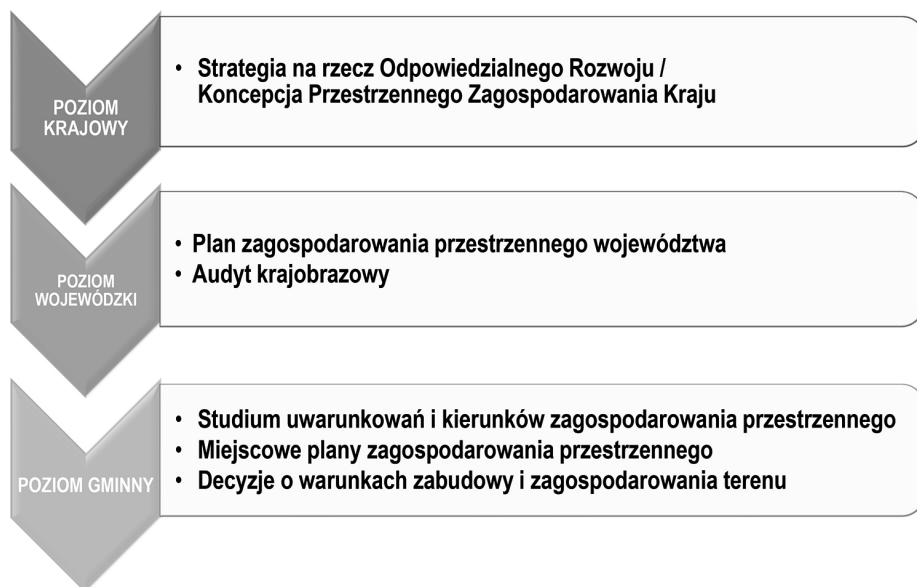 POZIOM
KRAJOWY
• Strategia na rzecz Odpowiedzialnego Rozwoju /
Koncepcja Przestrzennego Zagospodarowania Kraju
POZIOM
WOJEWÓDZKI
• Plan zagospodarowania przestrzennego województwa
• Audyt krajobrazowy
POZIOM GMINNY
• Studium uwarunkowań i kierunków zagospodarowania przestrzennego
• Miejscowe plany zagospodarowania przestrzennego
• Decyzje o warunkach zabudowy i zagospodarowania terenu